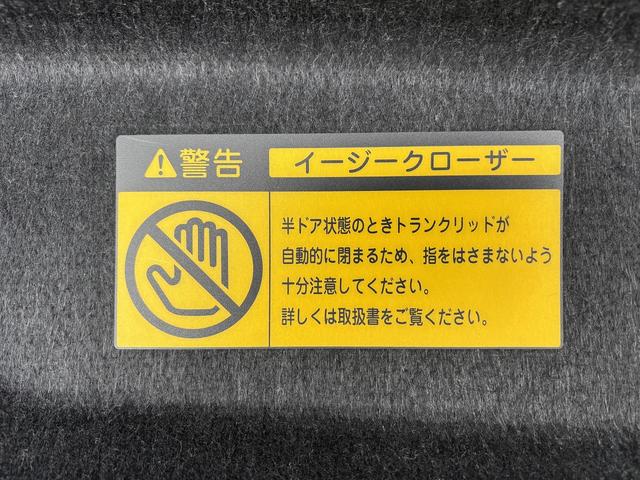 警告 イージークローザー
半ドア状態のときトランクリッドが
自動的に閉まるため、指をはさまないよう
十分注意してください。
詳しくは取扱書をご覧ください。